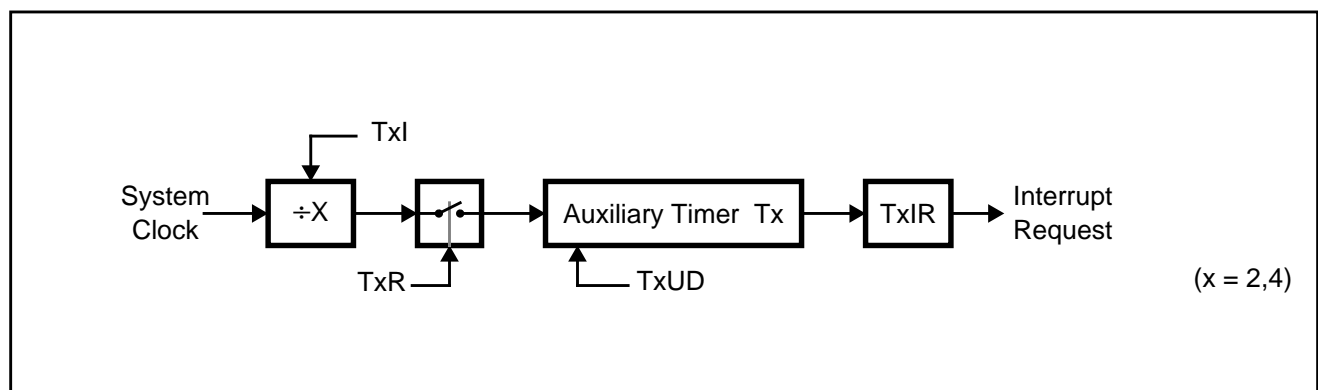 TxI
System
Clock
÷X
Auxiliary Timer Tx
TxIR
Interrupt
Request
TxR
TxUD
(x = 2,4)